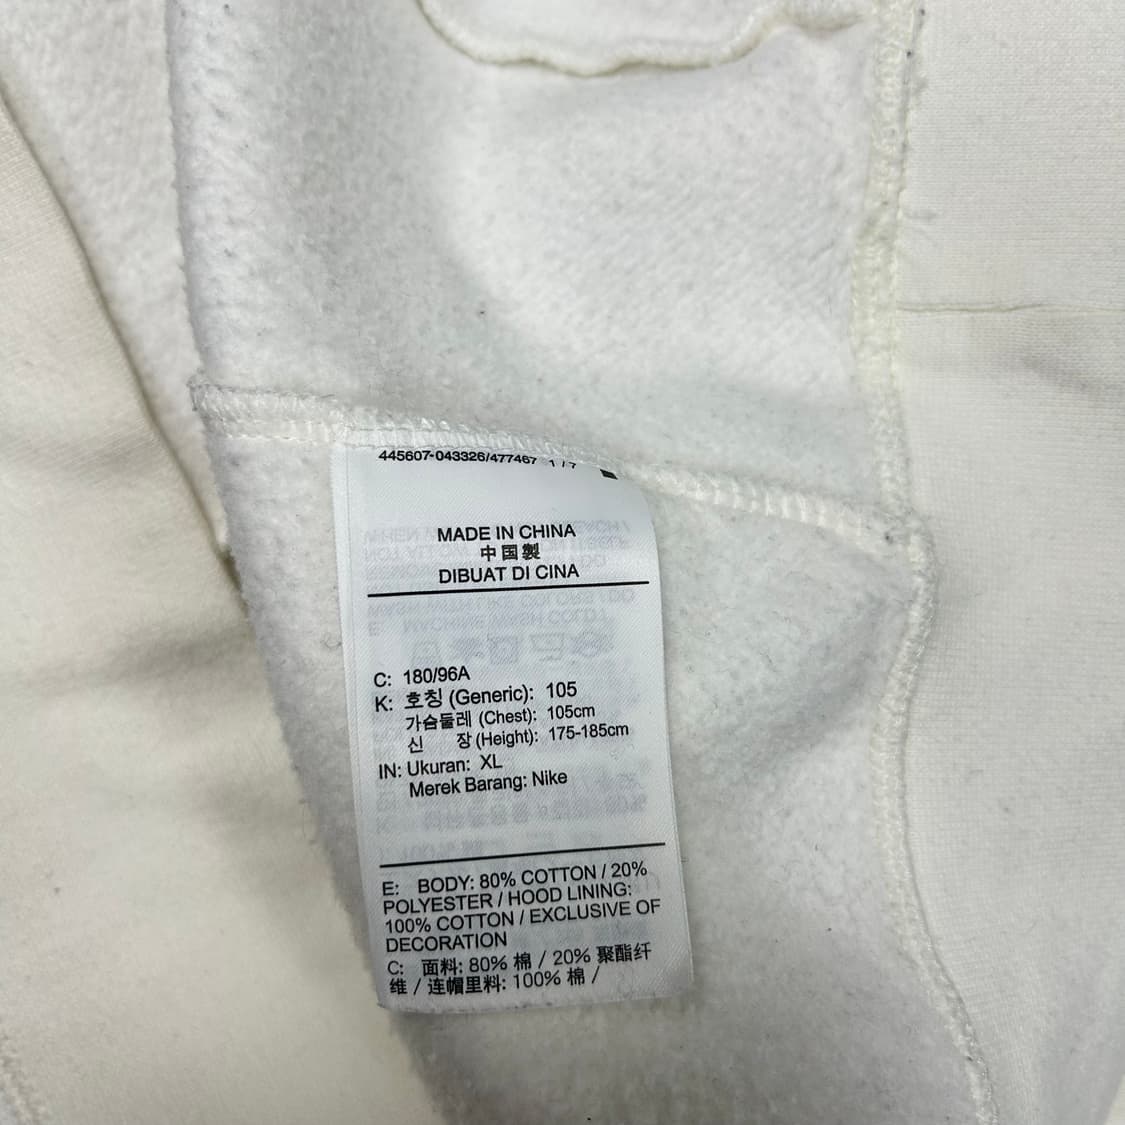 445607-043326/477467 1 / 7
MADE IN CHINA
中国製
DIBUAT DI CINA
C: 180/96A
K: 호칭 (Generic): 105
가슴둘레 (Chest): 105cm
신 장 (Height): 175-185cm
IN: Ukuran: XL
Merek Barang: Nike
E: BODY: 80% COTTON / 20%
POLYESTER / HOOD LINING:
100% COTTON / EXCLUSIVE OF
DECORATION
C: 面料: 80% 棉 / 20% 聚酯纤
维 / 连帽里料: 100% 棉 /